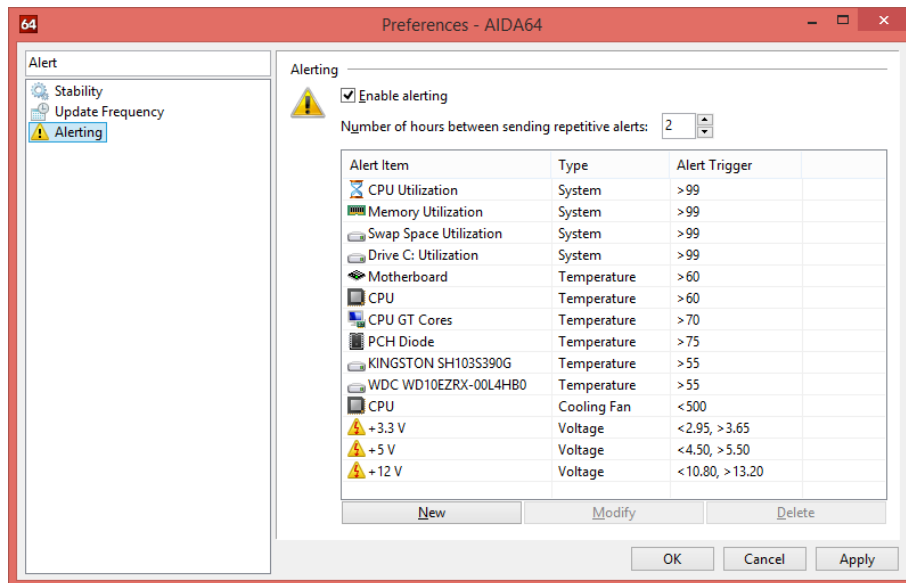 64 Preferences - AIDA64
Alert
Stability
Update Frequency
Alerting
Alerting
Enable alerting
Number of hours between sending repetitive alerts: 2
Alert Item Type Alert Trigger
CPU Utilization System >99
Memory Utilization System >99
Swap Space Utilization System >99
Drive C: Utilization System >99
Motherboard Temperature >60
CPU Temperature >60
CPU GT Cores Temperature >70
PCH Diode Temperature >75
KINGSTON SH103S390G Temperature >55
WDC WD10EZRX-00L4HB0 Temperature >55
CPU Cooling Fan <500
+3.3 V Voltage <2.95, >3.65
+5 V Voltage <4.50, >5.50
+12 V Voltage <10.80, >13.20
New Modify Delete
OK Cancel Apply